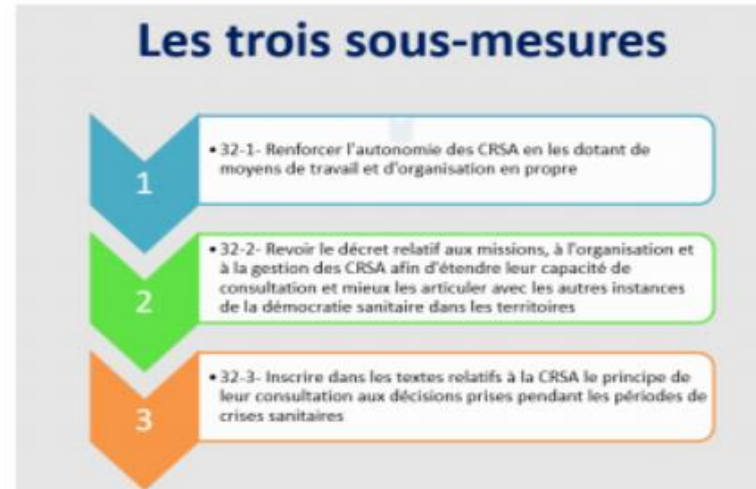 Les trois sous-mesures
1
• 32-1- Renforcer l'autonomie des CRSA en les dotant de
moyens de travail et d'organisation en propre
2
• 32-2- Revoir le décret relatif aux missions, à l'organisation et
à la gestion des CRSA afin d'étendre leur capacité de
consultation et mieux les articuler avec les autres instances
de la démocratie sanitaire dans les territoires
3
• 32-3- Inscrire dans les textes relatifs à la CRSA le principe de
leur consultation aux décisions prises pendant les périodes de
crises sanitaires